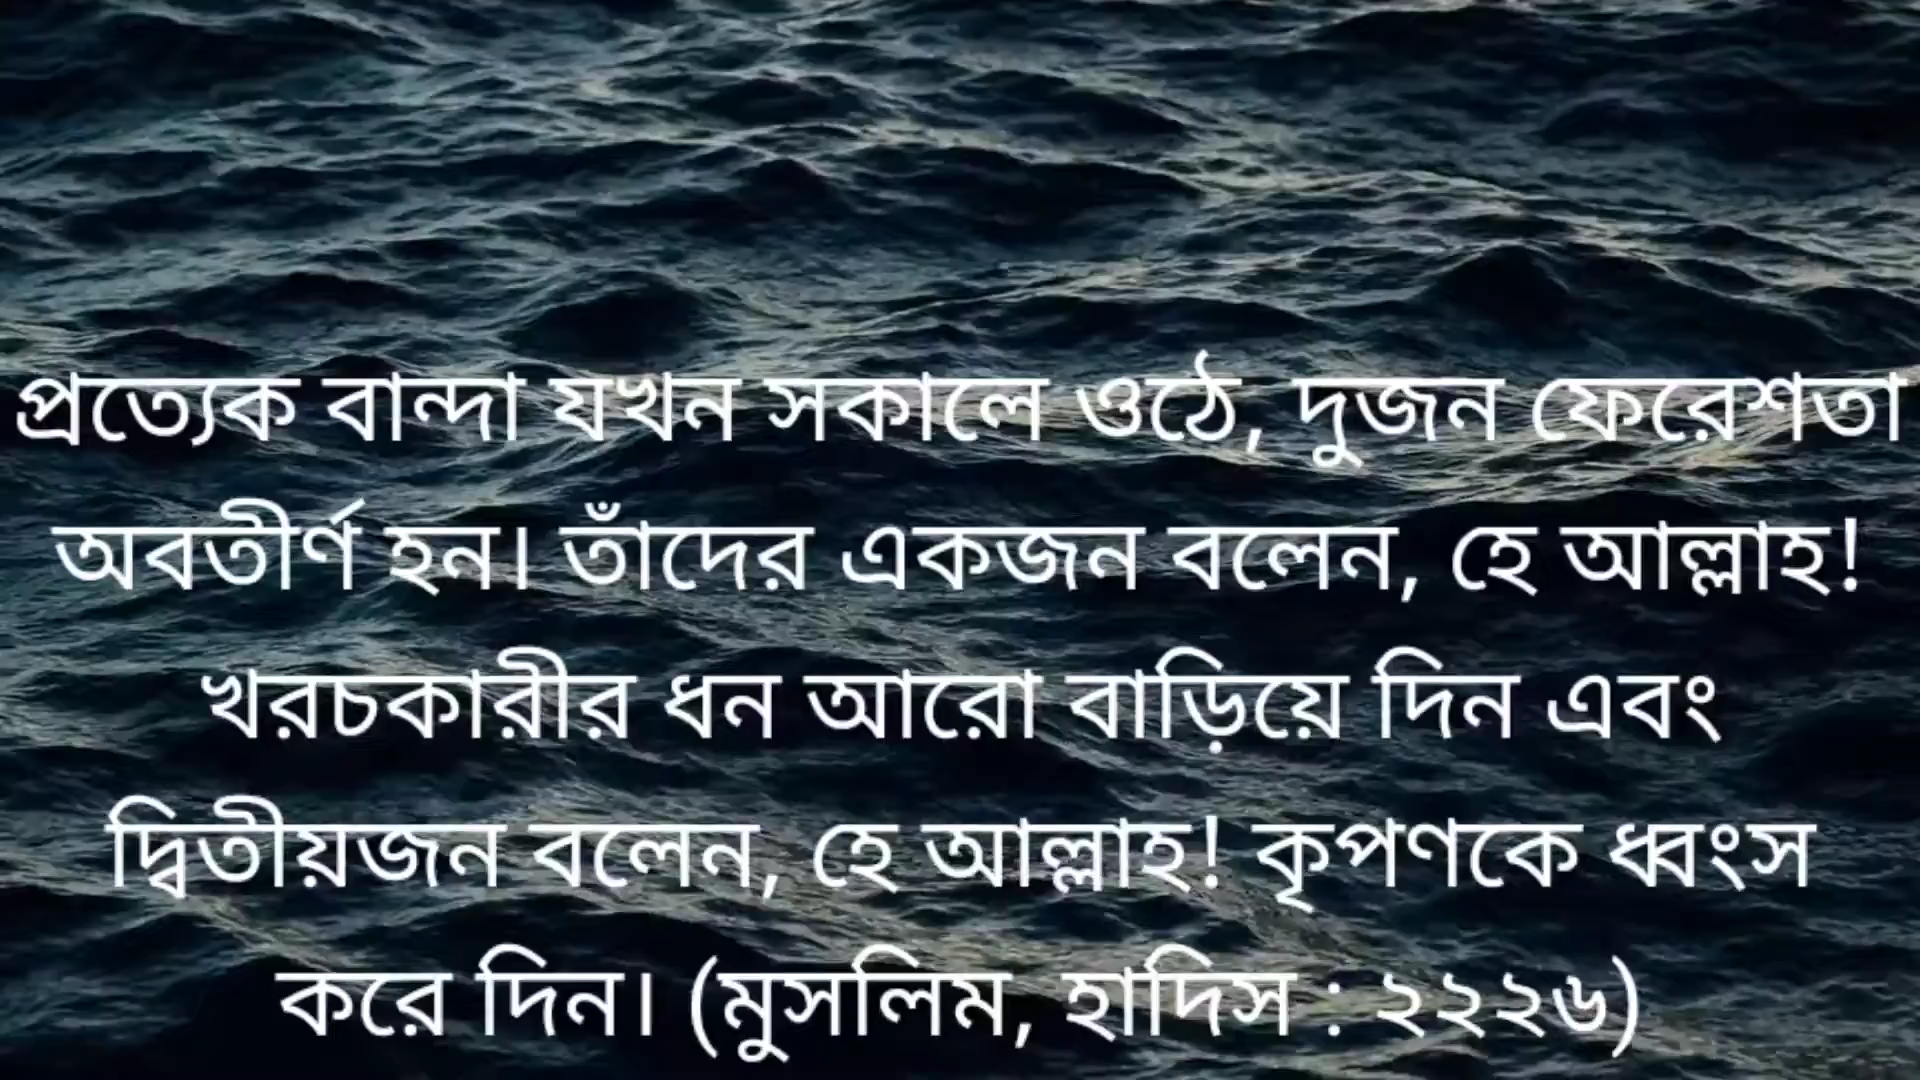 প্রত্যেক বান্দা যখন সকালে ওঠে, দুজন ফেরেশতা
অবতীর্ণ হন। তাঁদের একজন বলেন, হে আল্লাহ!
খরচকারীর ধন আরো বাড়িয়ে দিন এবং
দ্বিতীয়জন বলেন, হে আল্লাহ! কৃপণকে ধ্বংস
করে দিন। (মুসলিম, হাদিস : ২২২৬)